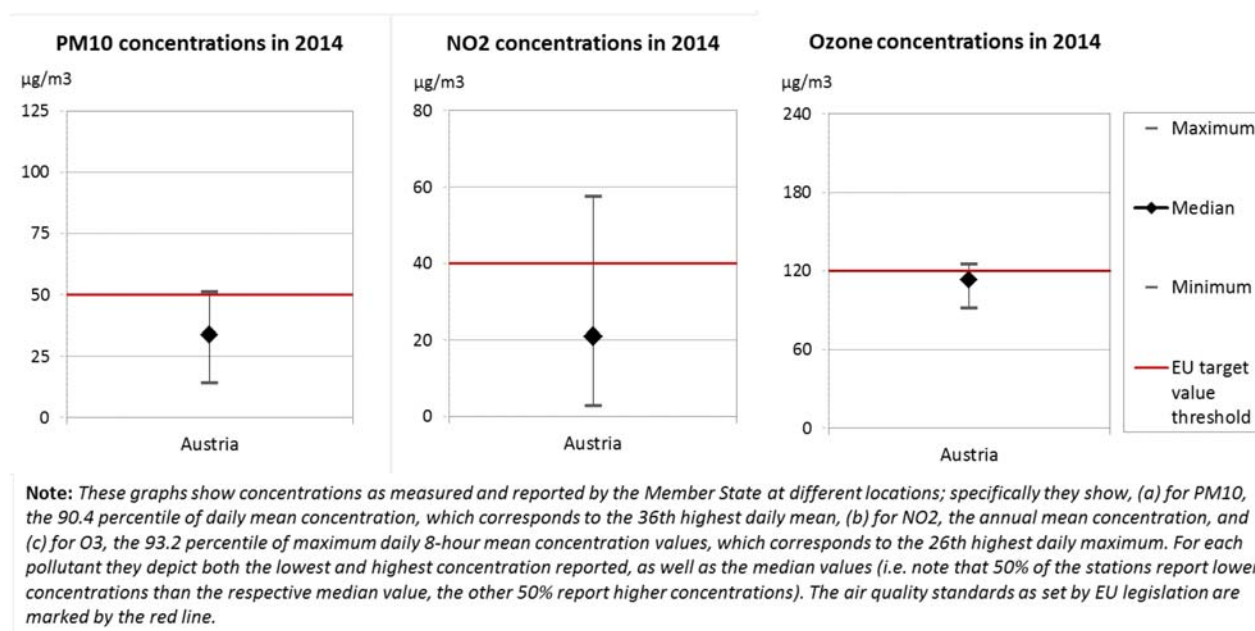 PM10 concentrations in 2014
µg/m3
125
100
75
50
25
0
Austria
NO2 concentrations in 2014
µg/m3
80
60
40
20
0
Austria
Ozone concentrations in 2014
µg/m3
240
180
120
60
0
Austria
Maximum
Median
Minimum
EU target
value
threshold
Note: These graphs show concentrations as measured and reported by the Member State at different locations; specifically they show, (a) for PM10,
the 90.4 percentile of daily mean concentration, which corresponds to the 36th highest daily mean, (b) for NO2, the annual mean concentration, and
(c) for O3, the 93.2 percentile of maximum daily 8-hour mean concentration values, which corresponds to the 26th highest daily maximum. For each
pollutant they depict both the lowest and highest concentration reported, as well as the median values (i.e. note that 50% of the stations report lower
concentrations than the respective median value, the other 50% report higher concentrations). The air quality standards as set by EU legislation are
marked by the red line.